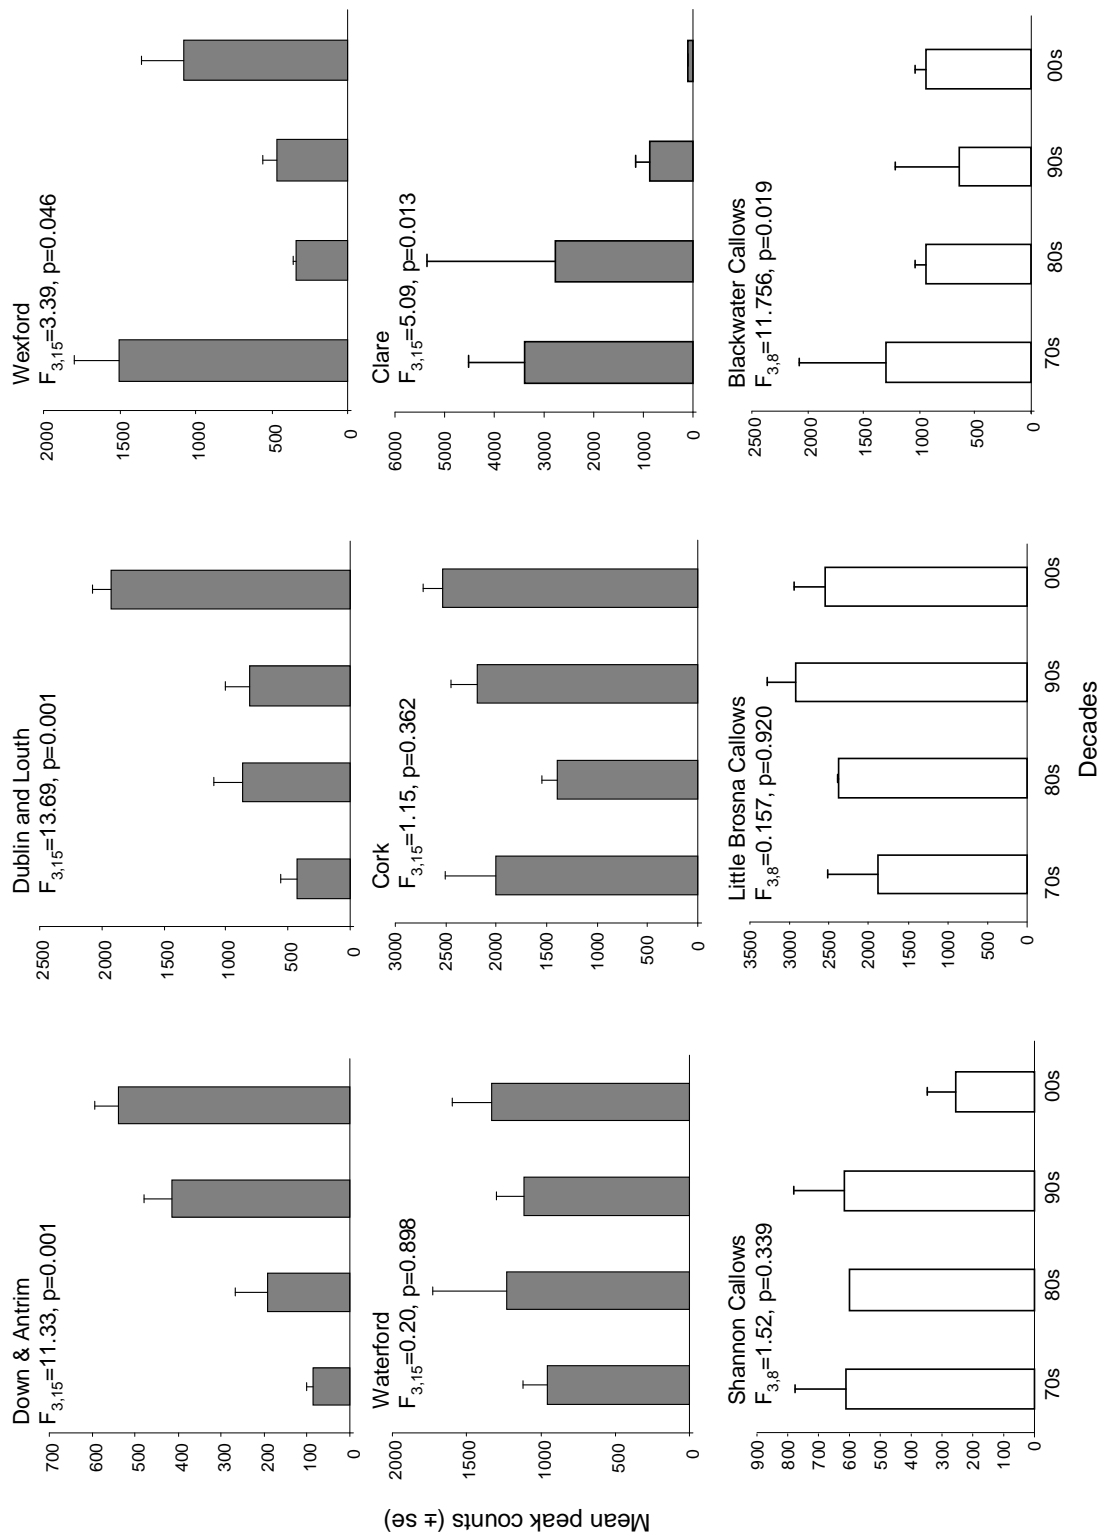 Down & Antrim
F3,15=11.33, p=0.001
700
600
500
400
300
200
100
0
Dublin and Louth
F3,15=13.69, p=0.001
2500
2000
1500
1000
500
0
Wexford
F3,15=3.39, p=0.046
2000
1500
1000
500
0
Mean peak counts (± se)
Waterford
F3,15=0.20, p=0.898
2000
1500
1000
500
0
Cork
F3,15=1.15, p=0.362
3000
2500
2000
1500
1000
500
0
Clare
F3,15=5.09, p=0.013
6000
5000
4000
3000
2000
1000
0
Shannon Callows
F3,8=1.52, p=0.339
900
800
700
600
500
400
300
200
100
0
70s 80s 90s 00s
Little Brosna Callows
F3,8=0.157, p=0.920
3500
3000
2500
2000
1500
1000
500
0
70s 80s 90s 00s
Blackwater Callows
F3,8=11.756, p=0.019
2500
2000
1500
1000
500
0
70s 80s 90s 00s
Decades